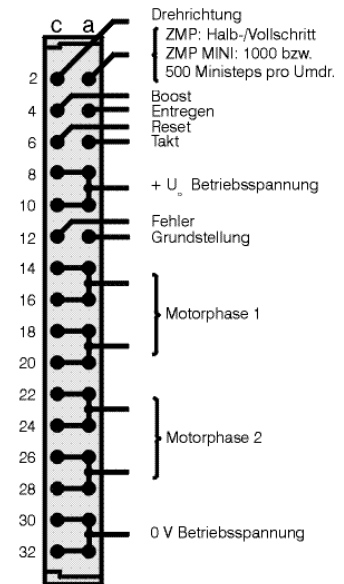 c a
Drehrichtung
ZMP: Halb-/Vollschritt
ZMP MINI: 1000 bzw.
500 Ministeps pro Umdr.
2
Boost
4
Entregen
Reset
6
Takt
8
+ U₀ Betriebsspannung
10
Fehler
12
Grundstellung
14
16
Motorphase 1
18
20
22
24
Motorphase 2
26
28
30
0 V Betriebsspannung
32